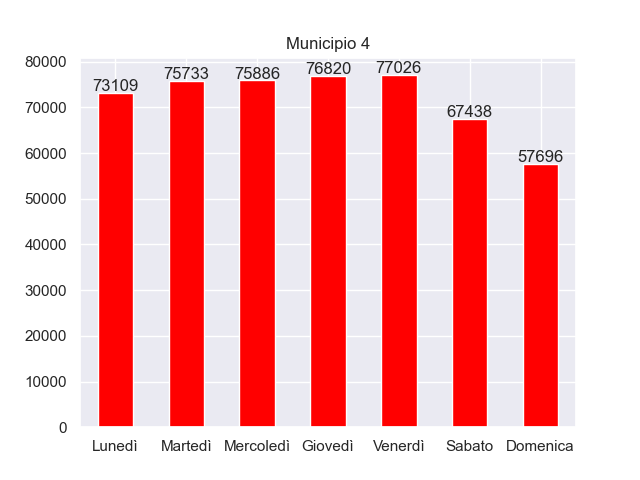 Municipio 4
80000
70000
60000
50000
40000
30000
20000
10000
0
73109
75733
75886
76820
77026
67438
57696
Lunedì
Martedì
Mercoledì
Giovedì
Venerdì
Sabato
Domenica